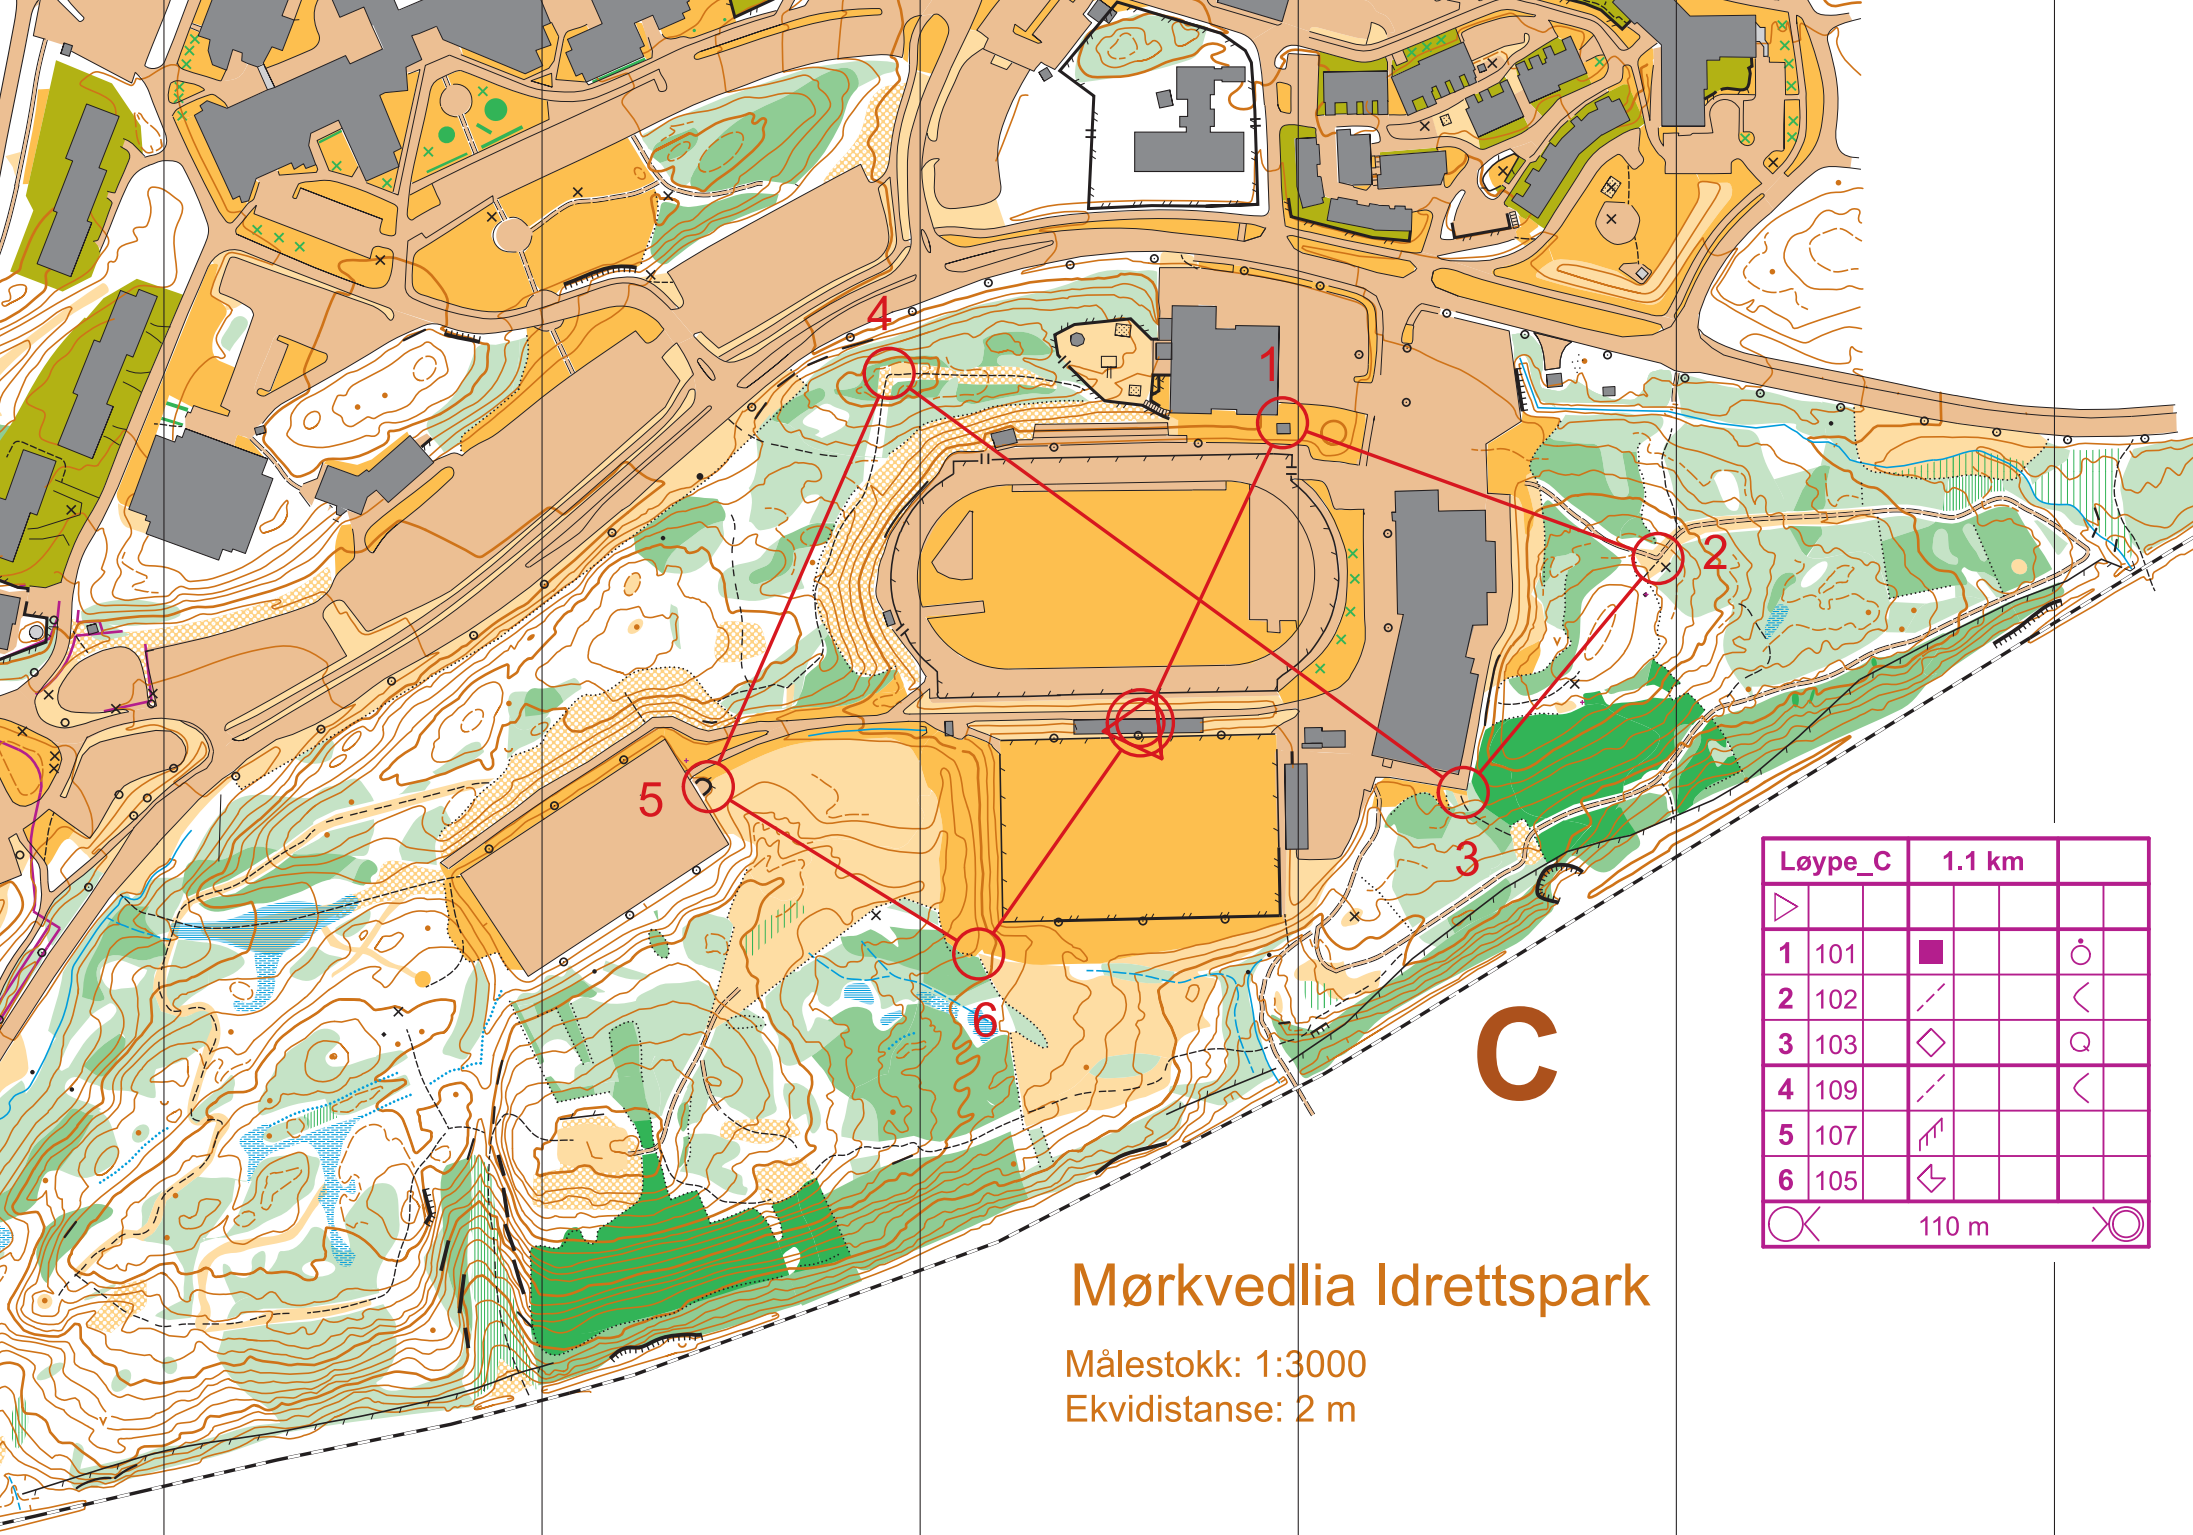 4
1
2
5
3
6
C
Løype_C 1.1 km
1 101
2 102
3 103
4 109
5 107
6 105
110 m
Mørkvedlia Idrettspark
Målestokk: 1:3000
Ekvidistanse: 2 m